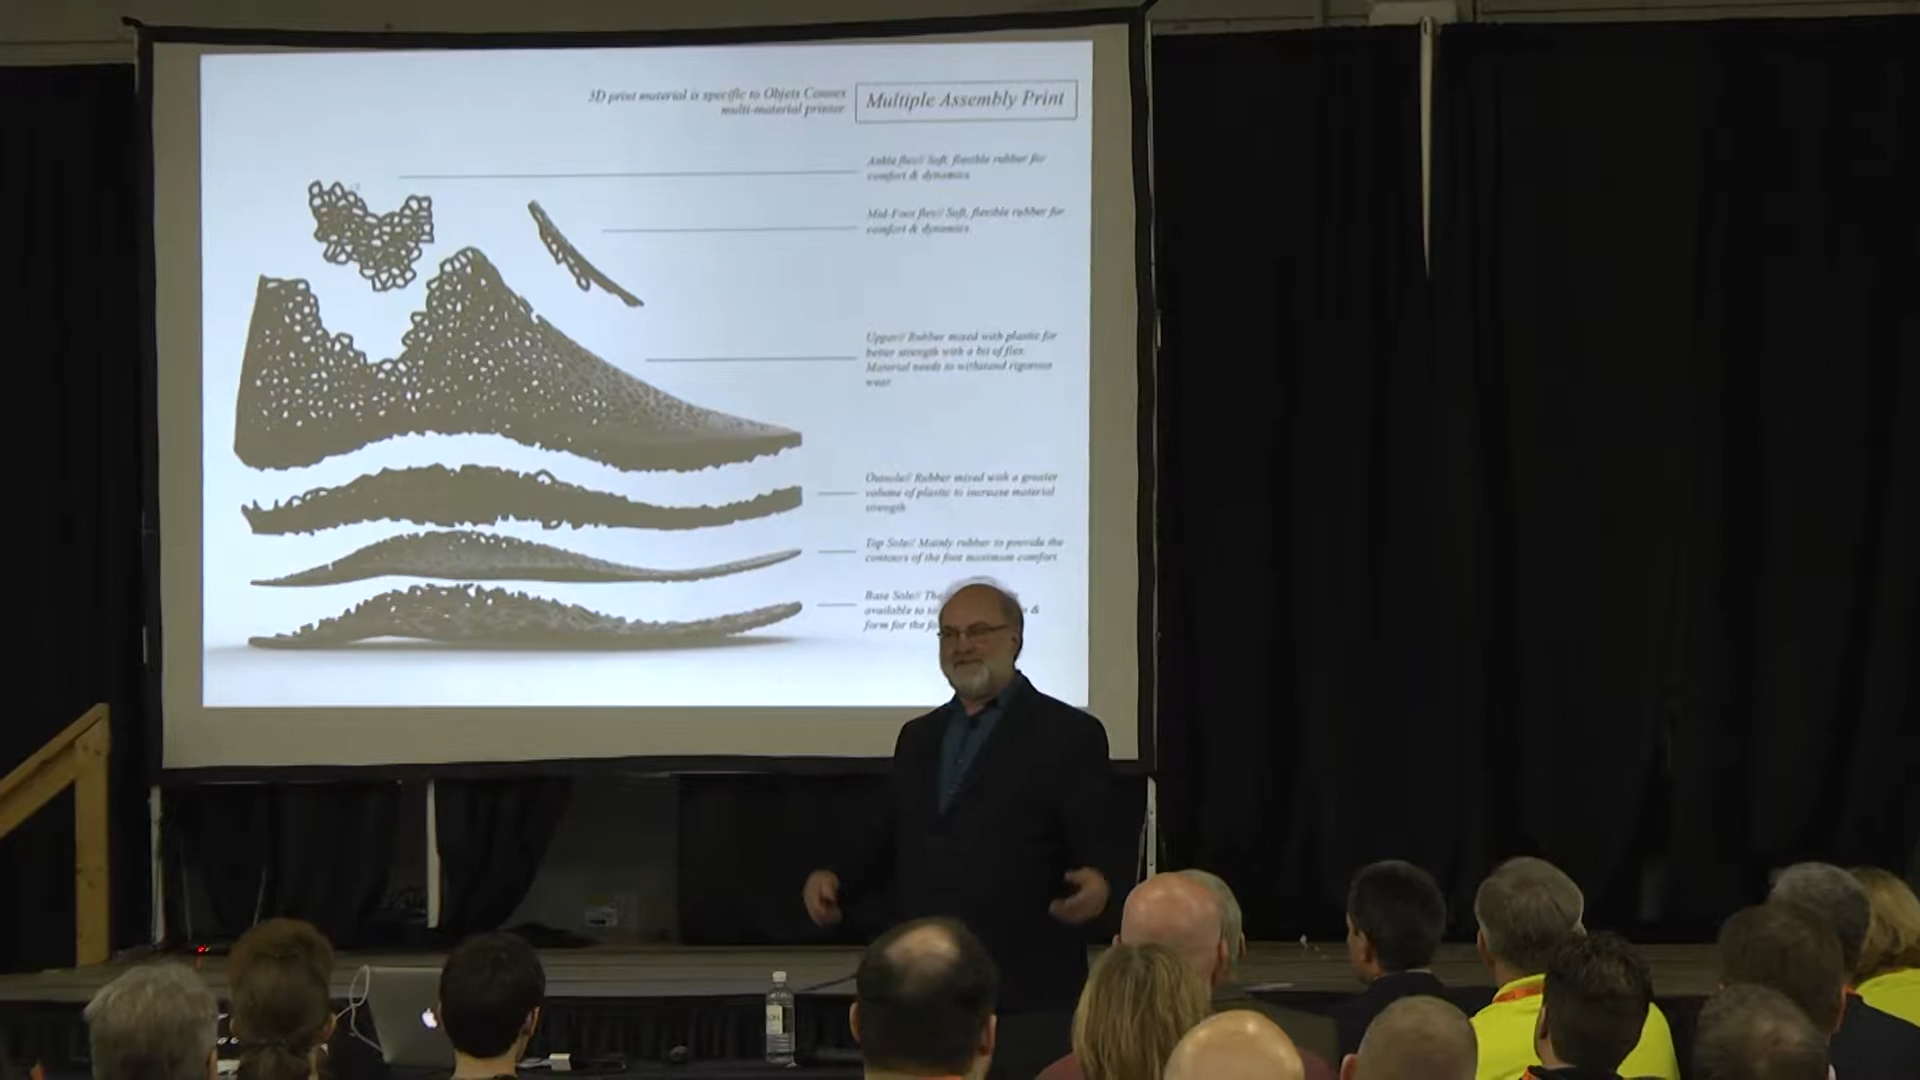 3D print material is specific to Objets Connex
multi-material printer
Multiple Assembly Print
Ankle flex// Soft, flexible rubber for
comfort & dynamics
Mid-Foot flex// Soft, flexible rubber for
comfort & dynamics
Upper// Rubber mixed with plastic for
better strength with a bit of flex.
Material needs to withstand rigorous
wear.
Outsole// Rubber mixed with a greater
volume of plastic to increase material
strength
Top Sole// Mainly rubber to provide the
contours of the foot maximum comfort
Base Sole// The
available to &
form for the